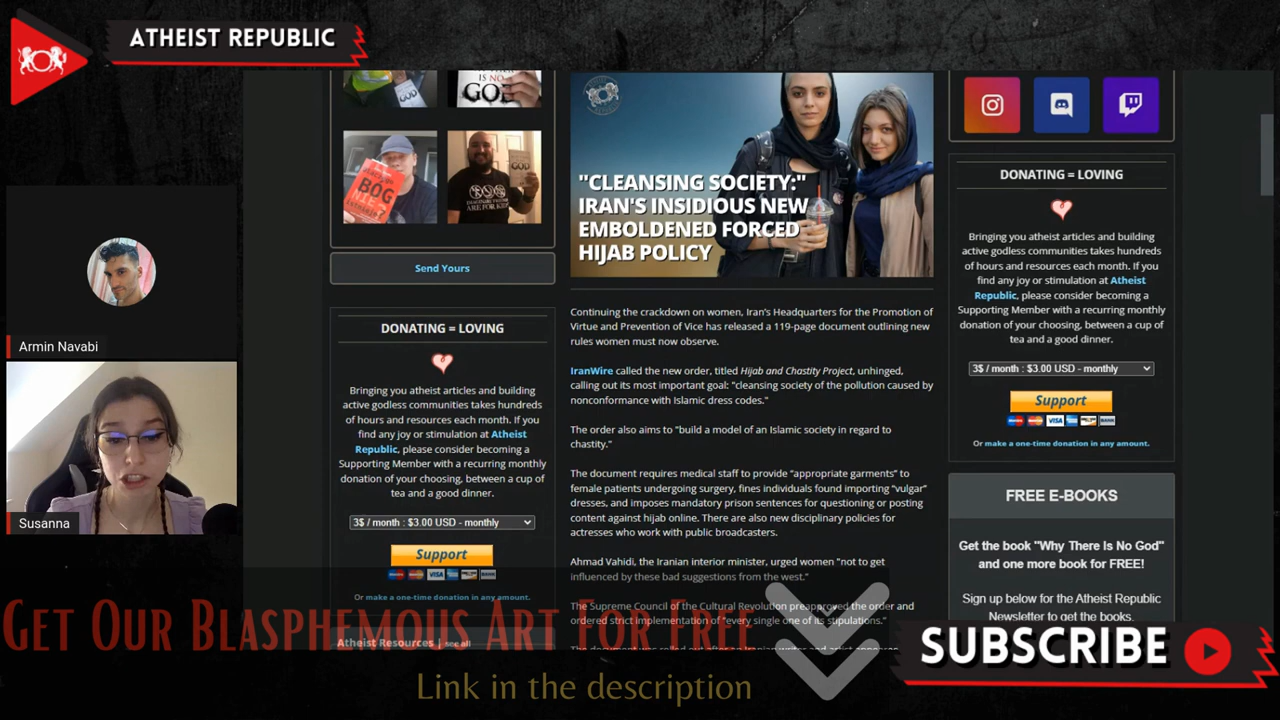 ATHEIST REPUBLIC
IS NO
GOD
GOD
BOG
Send Yours
DONATING = LOVING
Bringing you atheist articles and building
active godless communities takes hundreds
of hours and resources each month. If you
find any joy or stimulation at Atheist
Republic, please consider becoming a
Supporting Member with a recurring monthly
donation of your choosing, between a cup of
tea and a good dinner.
3$ / month : $3.00 USD - monthly
Support
VISA
Or make a one-time donation in any amount.
Atheist Resources | see all
"CLEANSING SOCIETY:"
IRAN'S INSIDIOUS NEW
EMBOLDENED FORCED
HIJAB POLICY
Continuing the crackdown on women, Iran's Headquarters for the Promotion of
Virtue and Prevention of Vice has released a 119-page document outlining new
rules women must now observe.
IranWire called the new order, titled Hijab and Chastity Project, unhinged,
calling out its most important goal: "cleansing society of the pollution caused by
nonconformance with Islamic dress codes."
The order also aims to "build a model of an Islamic society in regard to
chastity."
The document requires medical staff to provide "appropriate garments" to
female patients undergoing surgery, fines individuals found importing "vulgar"
dresses, and imposes mandatory prison sentences for questioning or posting
content against hijab online. There are also new disciplinary policies for
actresses who work with public broadcasters.
Ahmad Vahidi, the Iranian interior minister, urged women "not to get
influenced by these bad suggestions from the west."
The Supreme Council of the Cultural Revolution preapproved the order and
ordered strict implementation of "every single one of its stipulations."
DONATING = LOVING
Bringing you atheist articles and building
active godless communities takes hundreds
of hours and resources each month. If you
find any joy or stimulation at Atheist
Republic, please consider becoming a
Supporting Member with a recurring monthly
donation of your choosing, between a cup of
tea and a good dinner.
3$ / month : $3.00 USD - monthly
Support
VISA
Or make a one-time donation in any amount.
FREE E-BOOKS
Get the book "Why There Is No God"
and one more book for FREE!
Sign up below for the Atheist Republic
Newsletter to get the books.
Armin Navabi
Susanna
GET OUR BLASPHEMOUS ART FOR FREE
Link in the description
SUBSCRIBE